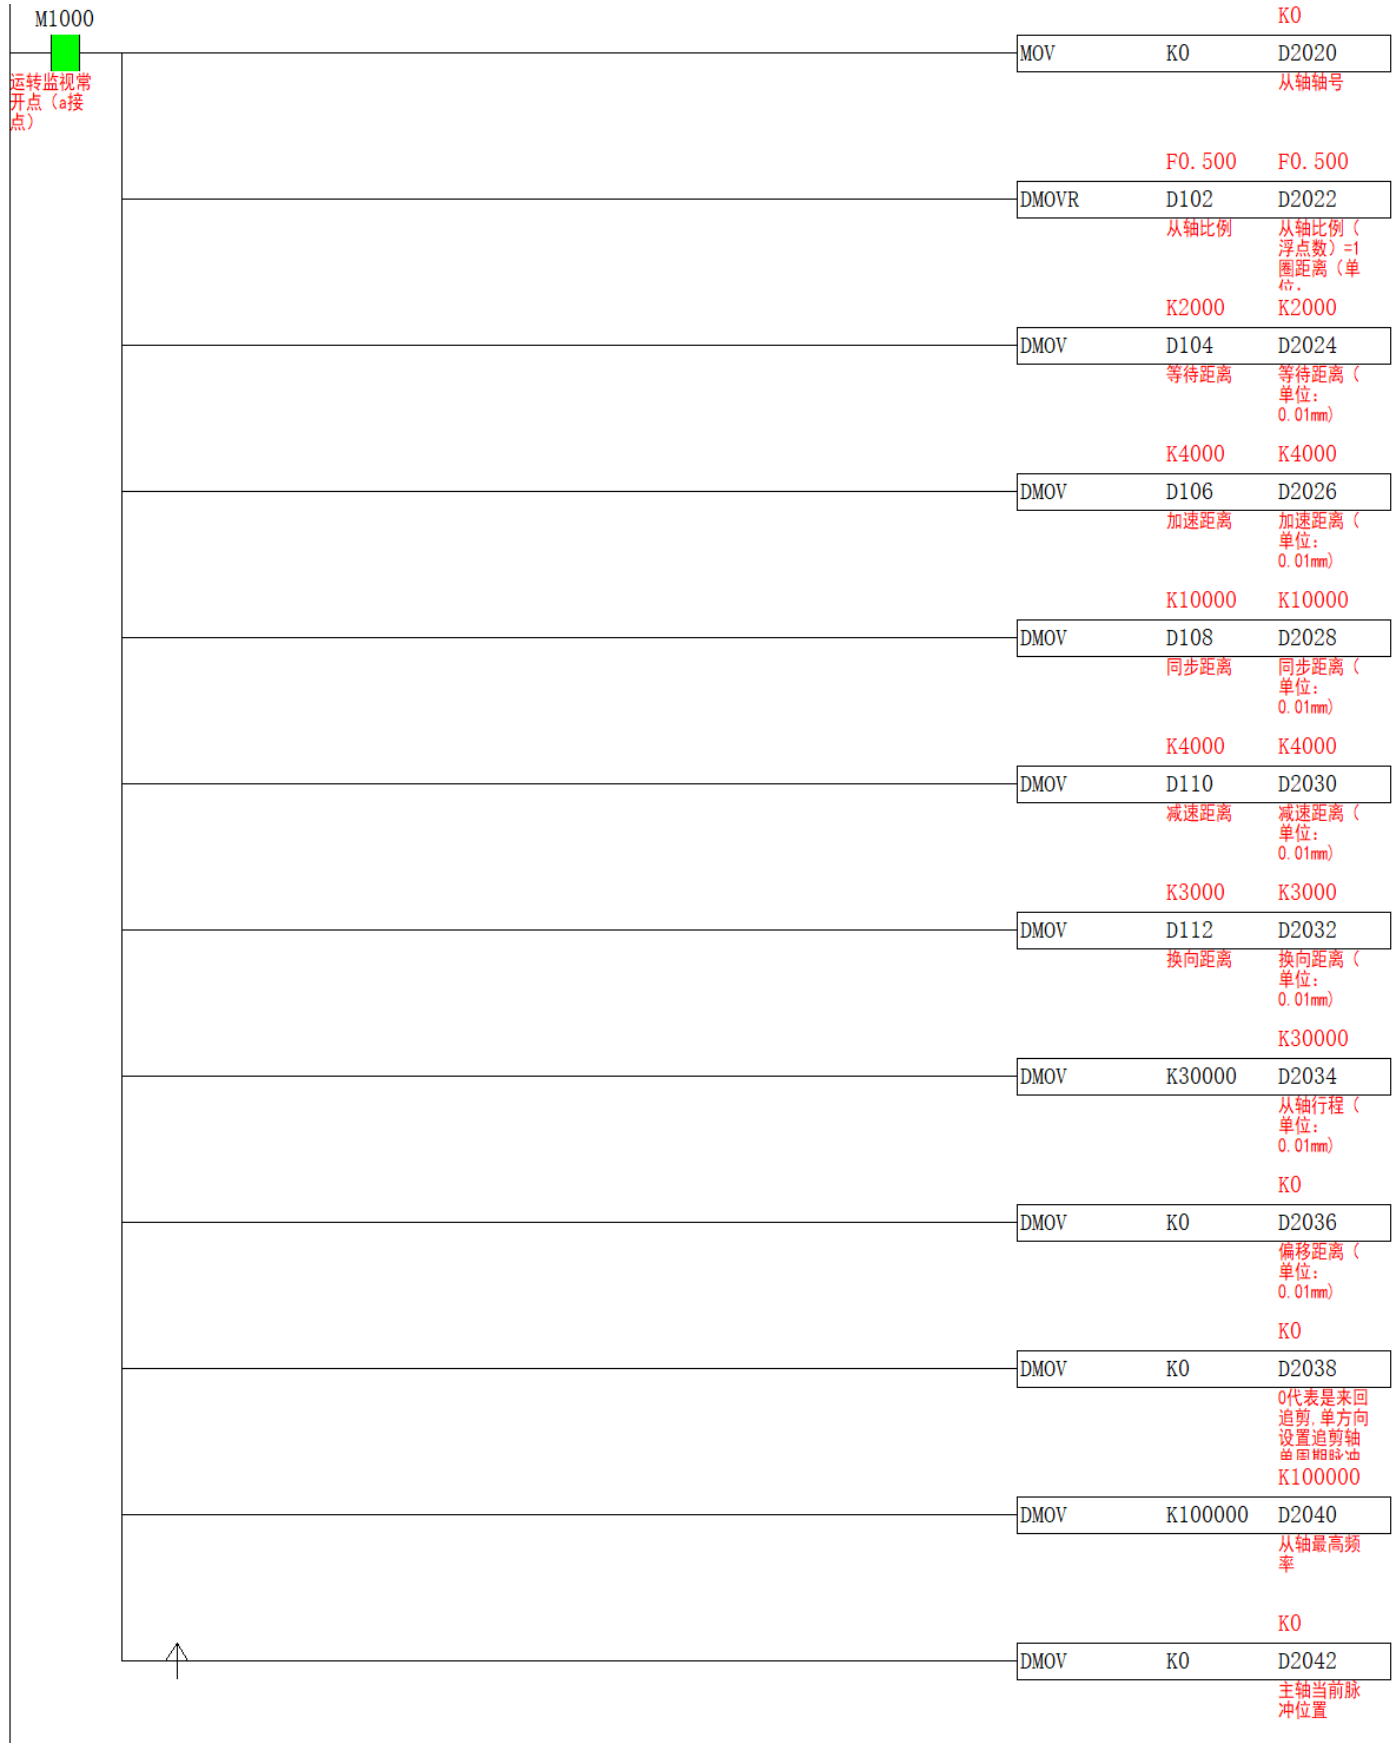 M1000
运转监视常
开点（a接
点）
K0
MOV K0 D2020
从轴轴号
F0.500 F0.500
DMOVR D102 D2022
从轴比例 从轴比例（
浮点数）=1
圈距离（单
位:
K2000 K2000
DMOV D104 D2024
等待距离 等待距离（
单位:
0.01mm)
K4000 K4000
DMOV D106 D2026
加速距离 加速距离（
单位:
0.01mm)
K10000 K10000
DMOV D108 D2028
同步距离 同步距离（
单位:
0.01mm)
K4000 K4000
DMOV D110 D2030
减速距离 减速距离（
单位:
0.01mm)
K3000 K3000
DMOV D112 D2032
换向距离 换向距离（
单位:
0.01mm)
K30000
DMOV K30000 D2034
从轴行程（
单位:
0.01mm)
K0
DMOV K0 D2036
偏移距离（
单位:
0.01mm)
K0
DMOV K0 D2038
0代表是来回
追剪,单方向
设置追剪轴
单周期脉冲
K100000
DMOV K100000 D2040
从轴最高频
率
K0
DMOV K0 D2042
主轴当前脉
冲位置